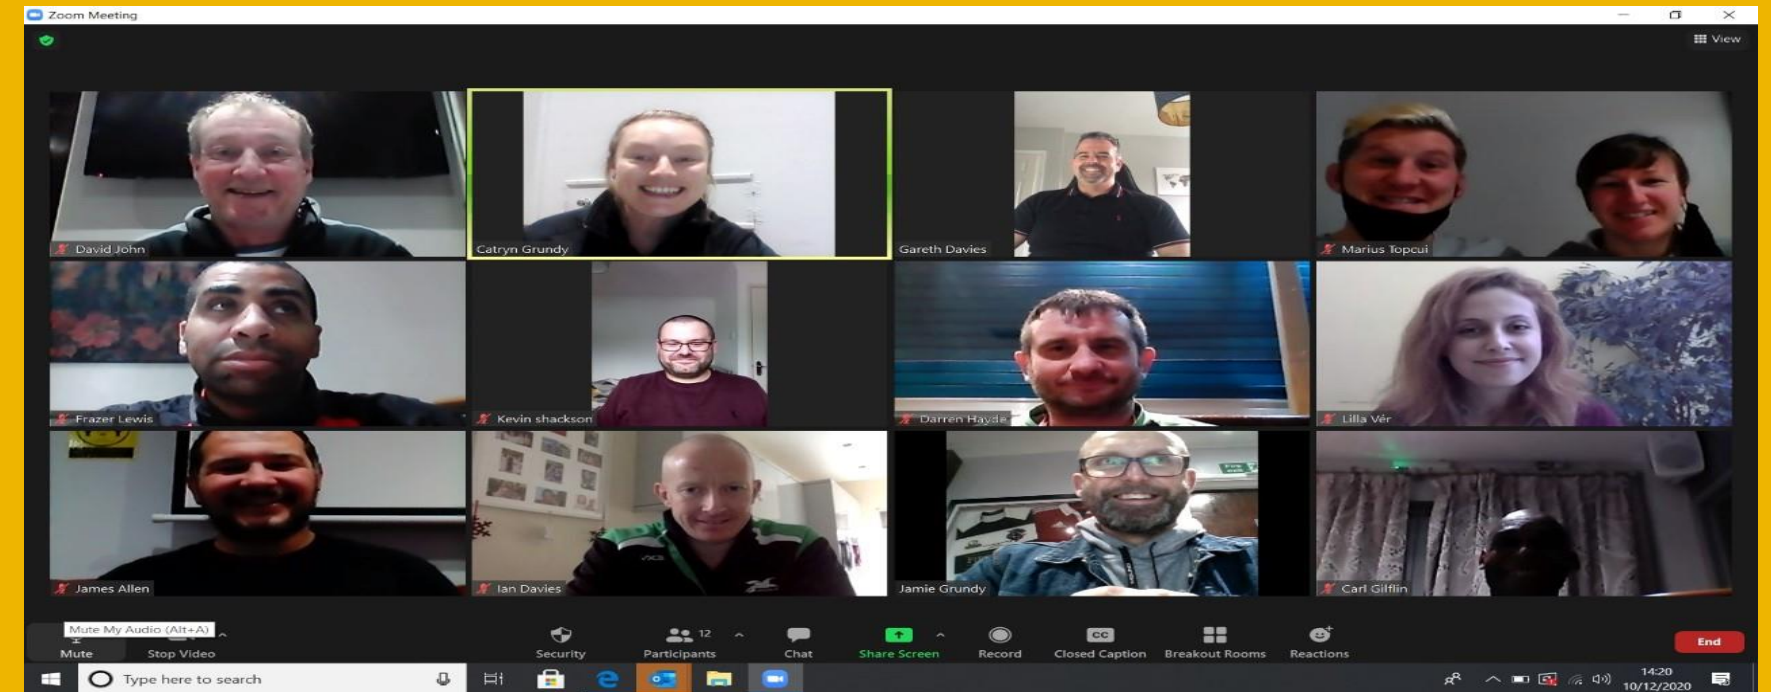 Zoom Meeting
View
David John
Catryn Grundy
Gareth Davies
Marius Topcui
Frazer Lewis
Kevin shackson
Darren Hayde
Lilla Vér
James Allen
Ian Davies
Jamie Grundy
Carl Gilflin
Mute My Audio (Alt+A)
12
CC
Mute
Stop Video
Security
Participants
Chat
Share Screen
Record
Closed Caption
Breakout Rooms
Reactions
End
Type here to search
14:20
10/12/2020